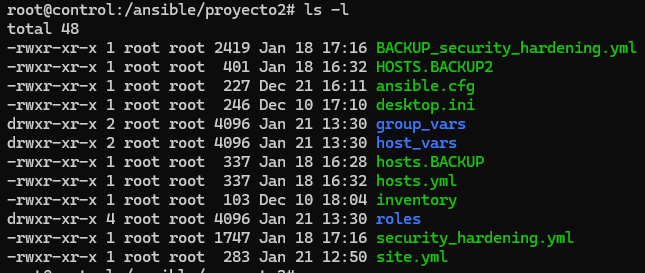 root@control:/ansible/proyecto2# ls -l
total 48
-rwxr-xr-x 1 root root 2419 Jan 18 17:16 BACKUP_security_hardening.yml
-rwxr-xr-x 1 root root  401 Jan 18 16:32 HOSTS.BACKUP2
-rwxr-xr-x 1 root root  227 Dec 21 16:11 ansible.cfg
-rwxr-xr-x 1 root root  246 Dec 10 17:10 desktop.ini
drwxr-xr-x 2 root root 4096 Jan 21 13:30 group_vars
drwxr-xr-x 2 root root 4096 Jan 21 13:30 host_vars
-rwxr-xr-x 1 root root  337 Jan 18 16:28 hosts.BACKUP
-rwxr-xr-x 1 root root  337 Jan 18 16:32 hosts.yml
-rwxr-xr-x 1 root root  103 Dec 10 18:04 inventory
drwxr-xr-x 4 root root 4096 Jan 21 13:30 roles
-rwxr-xr-x 1 root root 1747 Jan 18 17:16 security_hardening.yml
-rwxr-xr-x 1 root root  283 Jan 21 12:50 site.yml